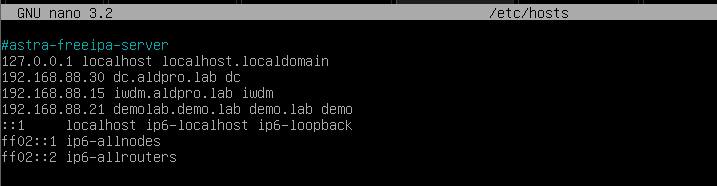 GNU nano 3.2 /etc/hosts
#astra-freeipa-server
127.0.0.1 localhost localhost.localdomain
192.168.88.30 dc.aldpro.lab dc
192.168.88.15 iwdm.aldpro.lab iwdm
192.168.88.21 demolab.demo.lab demo.lab demo
::1     localhost ip6-localhost ip6-loopback
ff02::1 ip6-allnodes
ff02::2 ip6-allrouters